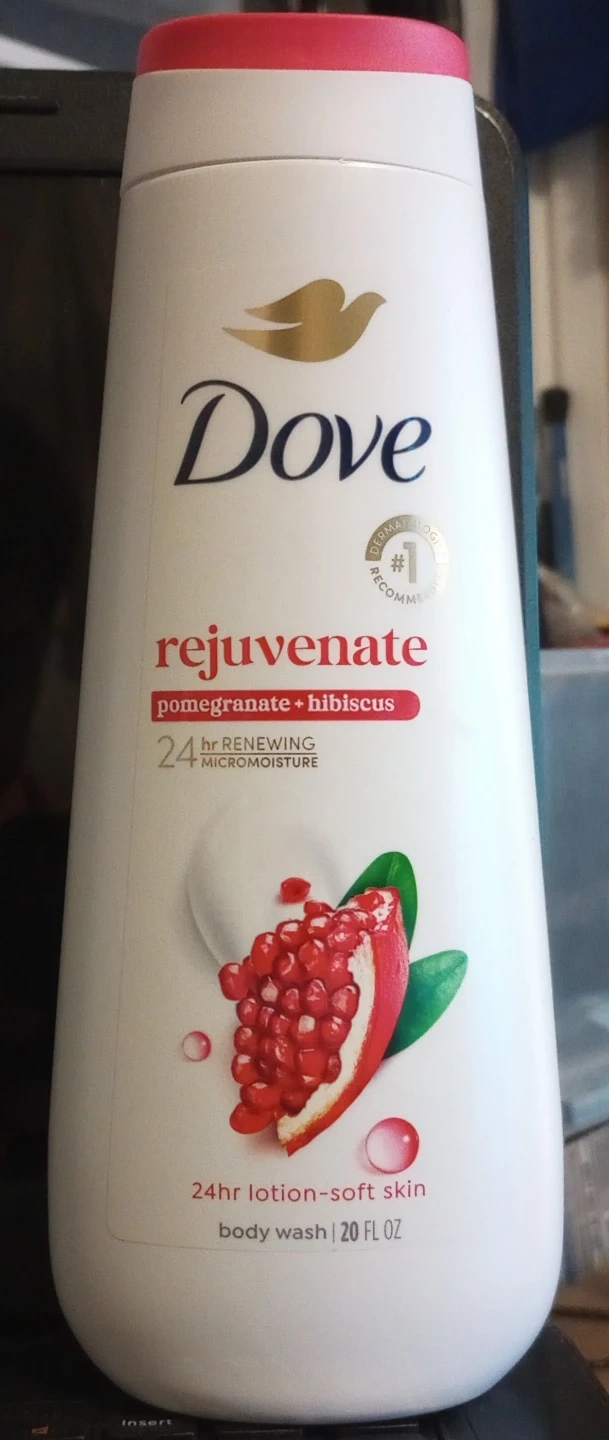 Dove
#1
rejuvenate
pomegranate + hibiscus
24 hr RENEWING
MICROMOISTURE
24hr lotion-soft skin
body wash | 20 FL OZ
Insert